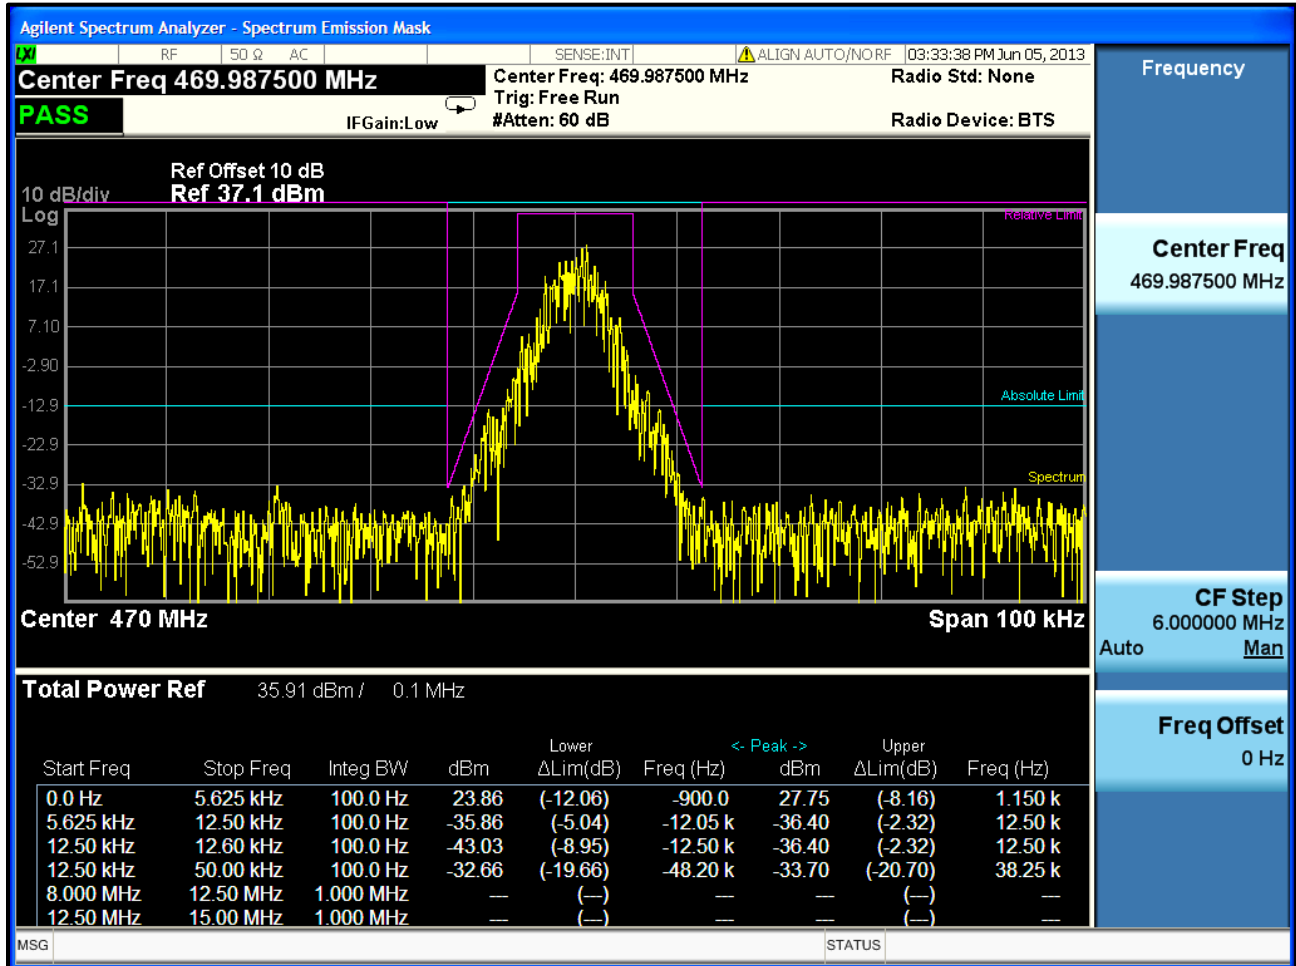 Agilent Spectrum Analyzer - Spectrum Emission Mask
LXI RF 50 Ω AC SENSE:INT ALIGN AUTO/NO RF 03:33:38 PM Jun 05, 2013
Center Freq 469.987500 MHz
Center Freq: 469.987500 MHz
Radio Std: None
Trig: Free Run
PASS
IFGain:Low
#Atten: 60 dB
Radio Device: BTS
Ref Offset 10 dB
10 dB/div Ref 37.1 dBm
Log
Relative Limit
27.1
17.1
7.10
-2.90
Absolute Limit
-12.9
-22.9
Spectrum
-32.9
-42.9
-52.9
Center 470 MHz Span 100 kHz
Total Power Ref 35.91 dBm / 0.1 MHz
Lower <- Peak -> Upper
Start Freq Stop Freq Integ BW dBm ΔLim(dB) Freq (Hz) dBm ΔLim(dB) Freq (Hz)
0.0 Hz 5.625 kHz 100.0 Hz 23.86 (-12.06) -900.0 27.75 (-8.16) 1.150 k
5.625 kHz 12.50 kHz 100.0 Hz -35.86 (-5.04) -12.05 k -36.40 (-2.32) 12.50 k
12.50 kHz 12.60 kHz 100.0 Hz -43.03 (-8.95) -12.50 k -36.40 (-2.32) 12.50 k
12.50 kHz 50.00 kHz 100.0 Hz -32.66 (-19.66) -48.20 k -33.70 (-20.70) 38.25 k
8.000 MHz 12.50 MHz 1.000 MHz --- (---) --- --- (---) ---
12.50 MHz 15.00 MHz 1.000 MHz --- (---) --- --- (---) ---
MSG STATUS
Frequency
Center Freq
469.987500 MHz
CF Step
6.000000 MHz
Auto Man
Freq Offset
0 Hz